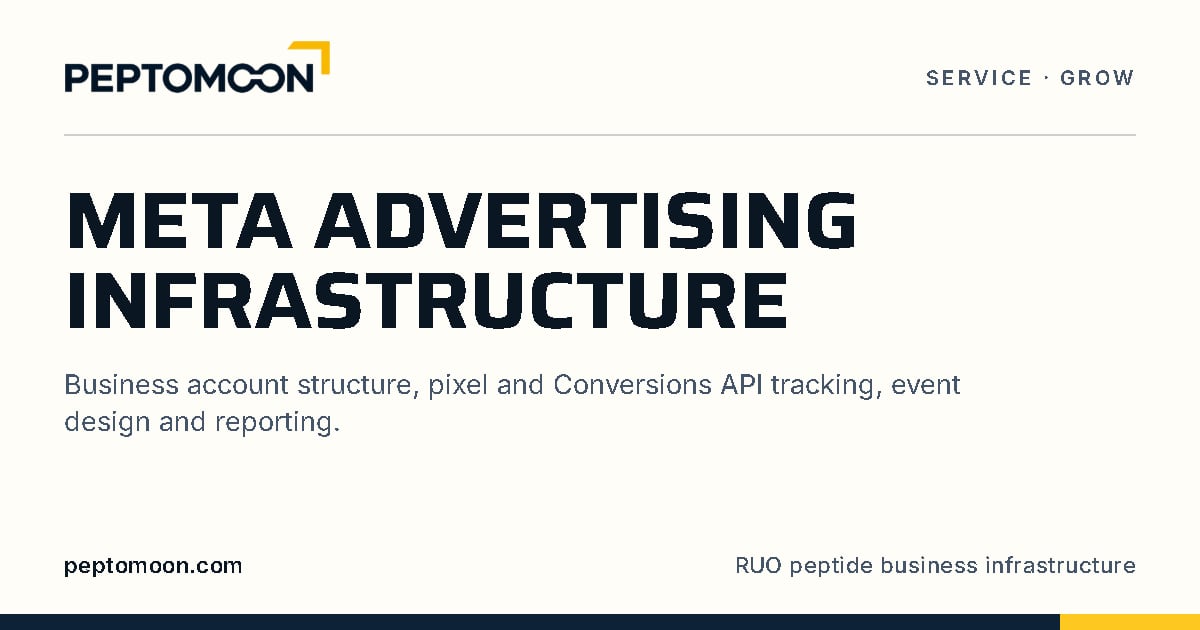 PEPTOMOON
SERVICE · GROW
META ADVERTISING
INFRASTRUCTURE
Business account structure, pixel and Conversions API tracking, event
design and reporting.
peptomoon.com
RUO peptide business infrastructure